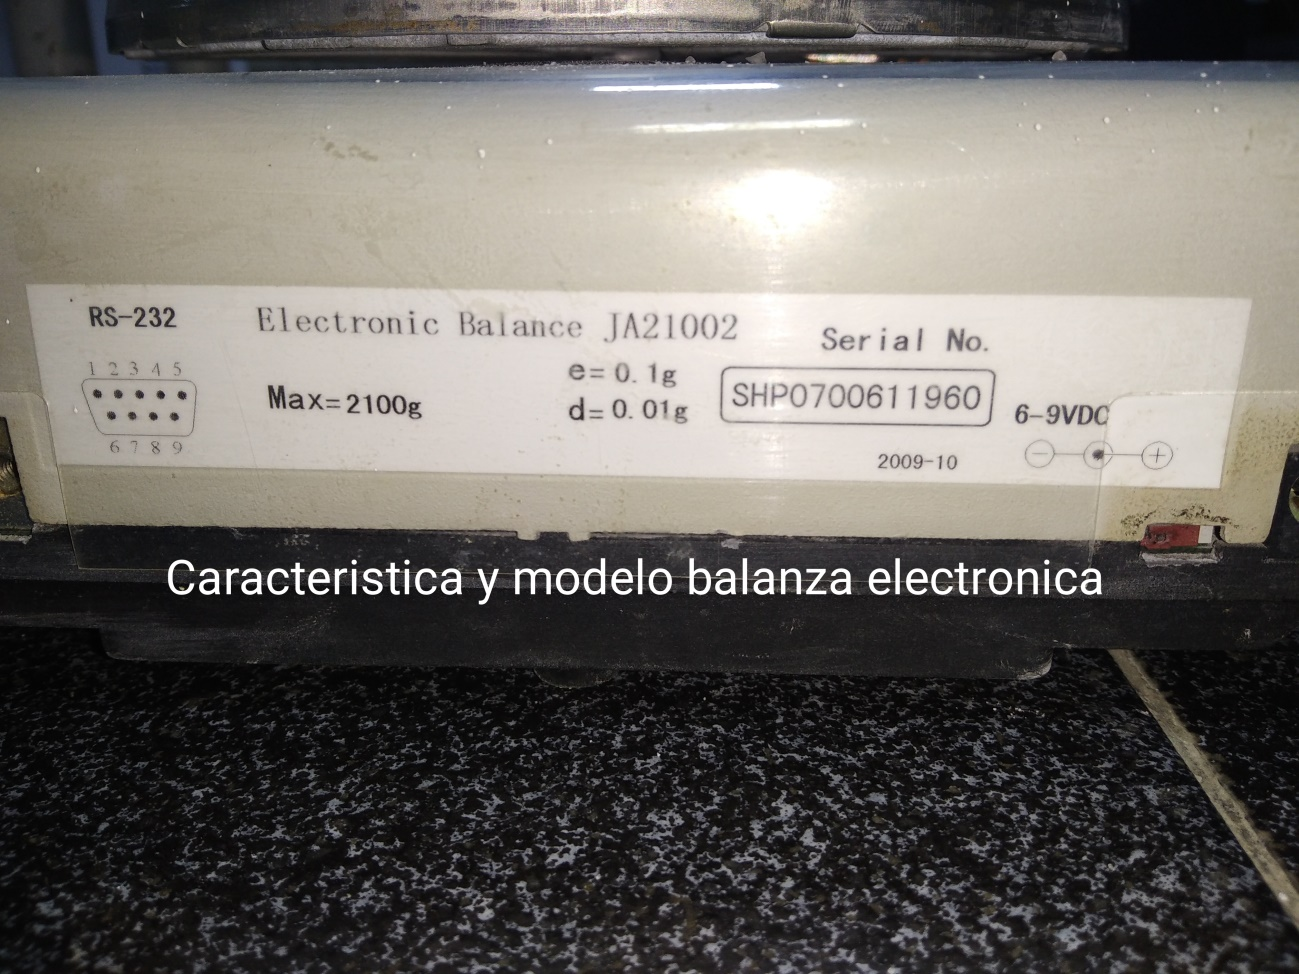 RS-232
Electronic Balance JA21002
Serial No.
1 2 3 4 5
Max=2100g
e= 0.1g
d= 0.01g
SHP0700611960
6-9VDC
6 7 8 9
2009-10
− +
Caracteristica y modelo balanza electronica